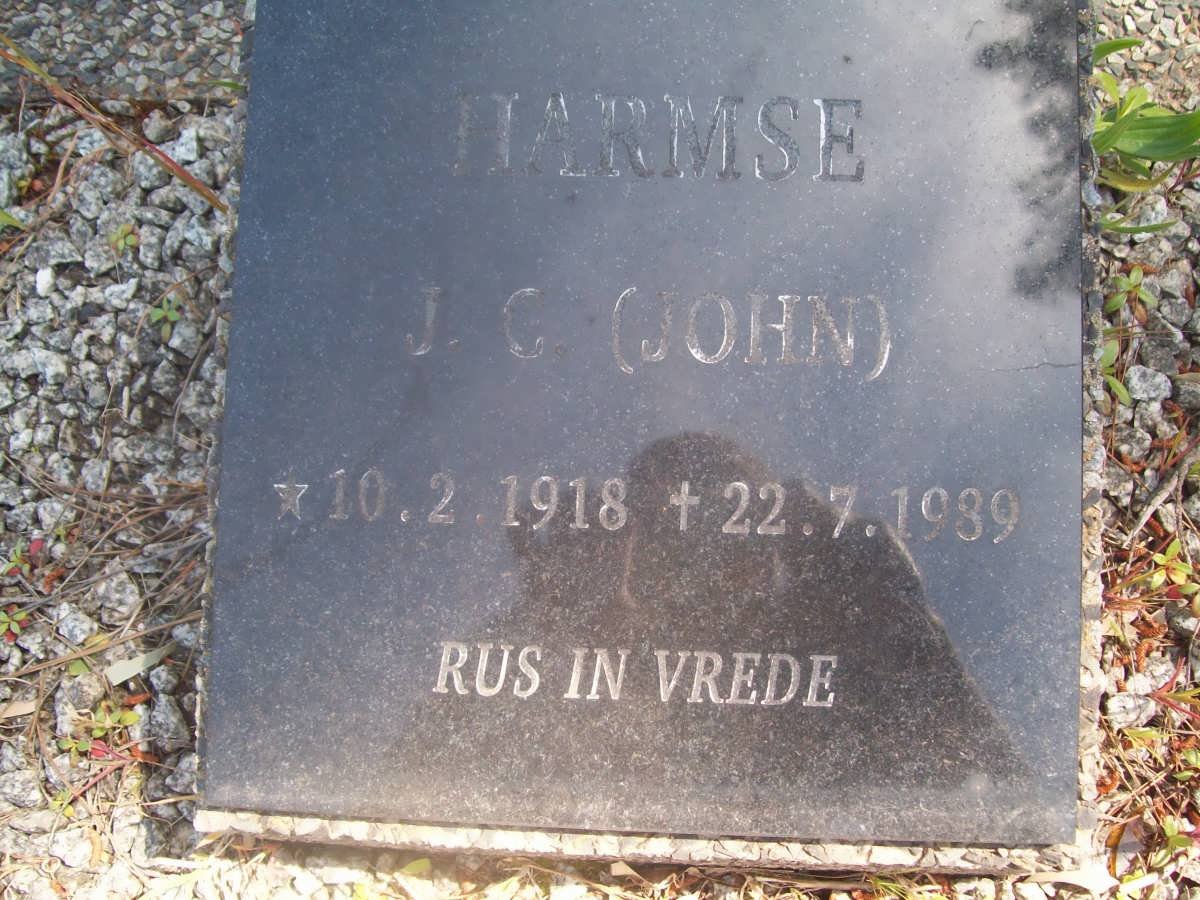 HARMSE
J. C. (JOHN)
★ 10.2.1918 ✝ 22.7.1989
RUS IN VREDE